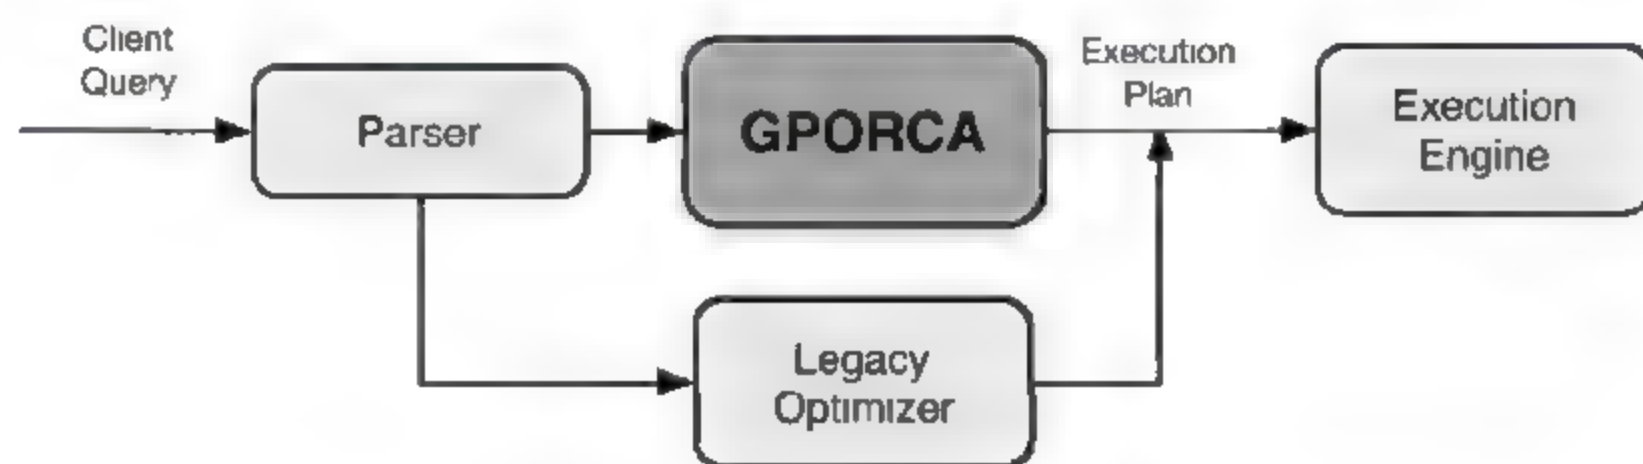 Client
Query
Parser
GPORCA
Execution
Plan
Execution
Engine
Legacy
Optimizer